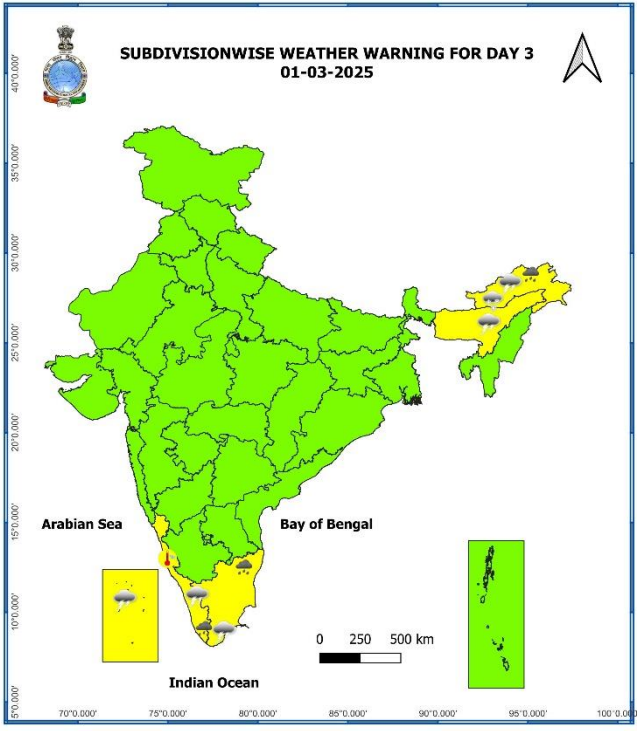 SUBDIVISIONWISE WEATHER WARNING FOR DAY 3
01-03-2025
40°0.000'
35°0.000'
30°0.000'
25°0.000'
20°0.000'
15°0.000'
10°0.000'
5°0.000'
Arabian Sea
Bay of Bengal
0 250 500 km
Indian Ocean
70°0.000' 75°0.000' 80°0.000' 85°0.000' 90°0.000' 95°0.000' 100°0.000'